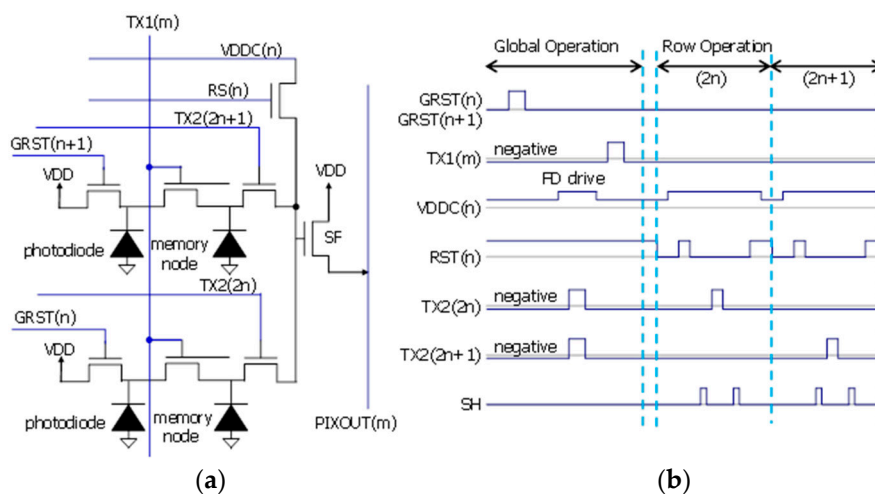 TX1(m)
VDDC(n)
RS(n)
TX2(2n+1)
GRST(n+1)
VDD
VDD
SF
photodiode
memory
node
TX2(2n)
GRST(n)
VDD
photodiode
memory
node
PIXOUT(m)
(a)
Global Operation
Row Operation
(2n)
(2n+1)
GRST(n)
GRST(n+1)
TX1(m)
negative
FD drive
VDDC(n)
RST(n)
TX2(2n)
negative
TX2(2n+1)
negative
SH
(b)